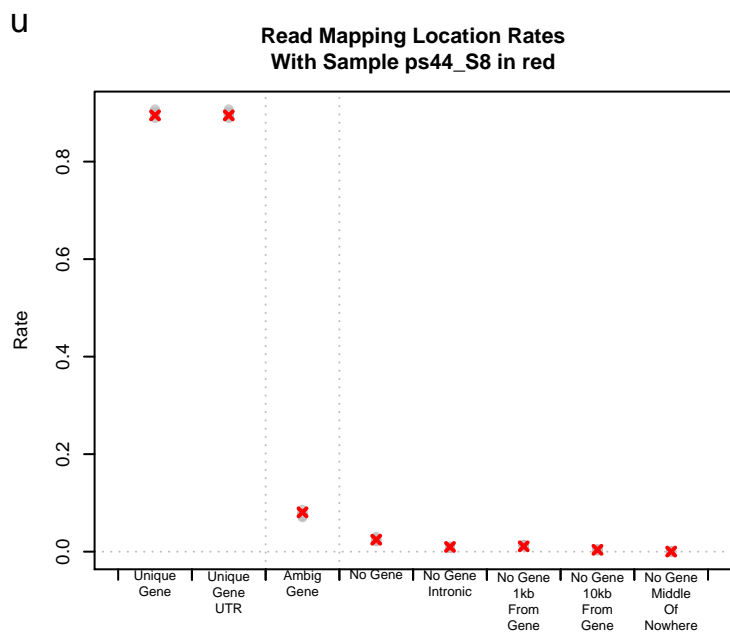 u
Read Mapping Location Rates
With Sample ps44_S8 in red
Rate
0.8
0.6
0.4
0.2
0.0
Unique
Gene
Unique
Gene
UTR
Ambig
Gene
No Gene
No Gene
Intronic
No Gene
1kb
From
Gene
No Gene
10kb
From
Gene
No Gene
Middle
Of
Nowhere